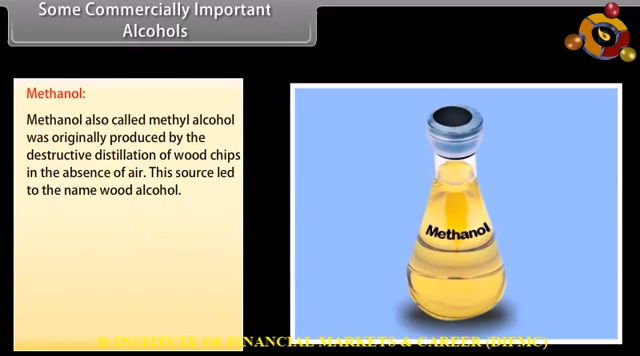 Some Commercially Important
Alcohols
Methanol:
Methanol also called methyl alcohol
was originally produced by the
destructive distillation of wood chips
in the absence of air. This source led
to the name wood alcohol.
Methanol
D INSTITUTE OF FINANCIAL MARKETS & CAREER (DIFMC)